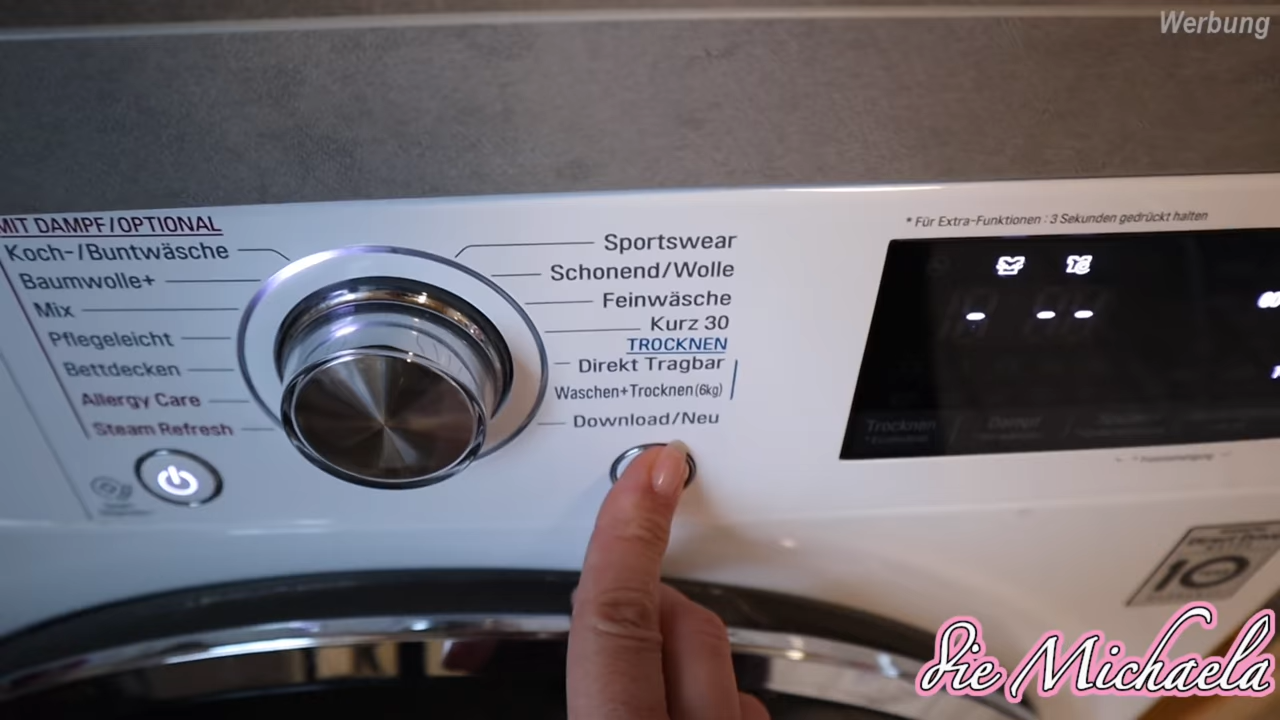 Werbung
MIT DAMPF/OPTIONAL
Koch-/Buntwäsche
Baumwolle+
Mix
Pflegeleicht
Bettdecken
Allergy Care
Steam Refresh
Sportswear
Schonend/Wolle
Feinwäsche
Kurz 30
TROCKNEN
Direkt Tragbar
Waschen+Trocknen(6kg)
Download/Neu
* Für Extra-Funktionen : 3 Sekunden gedrückt halten
- --
Trocknen
Dampf
10
die Michaela